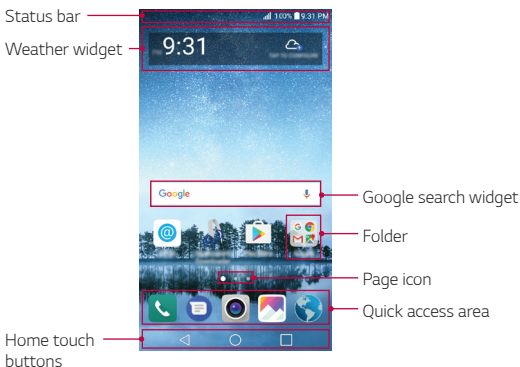 Status bar
100% 9:31 PM
Weather widget
9:31
Google
Google search widget
G
Folder
Page icon
Quick access area
Home touch
buttons